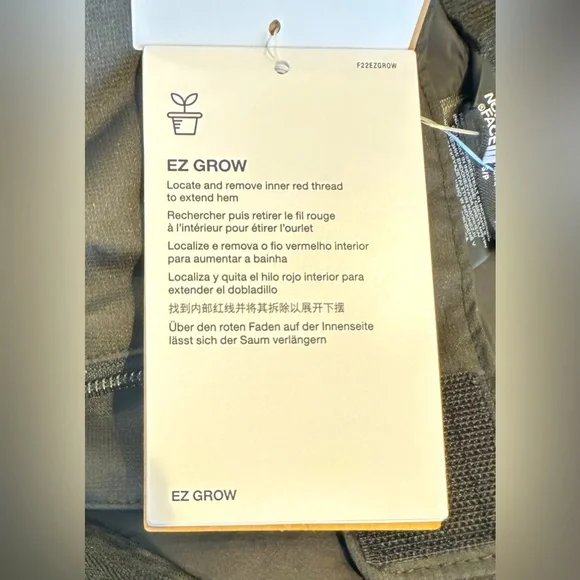 F22EZGROW
EZ GROW
Locate and remove inner red thread
to extend hem
Rechercher puis retirer le fil rouge
à l'intérieur pour étirer l'ourlet
Localize e remova o fio vermelho interior
para aumentar a bainha
Localiza y quita el hilo rojo interior para
extender el dobladillo
找到内部红线并将其拆除以展开下摆
Über den roten Faden auf der Innenseite
lässt sich der Saum verlängern
EZ GROW
FACE